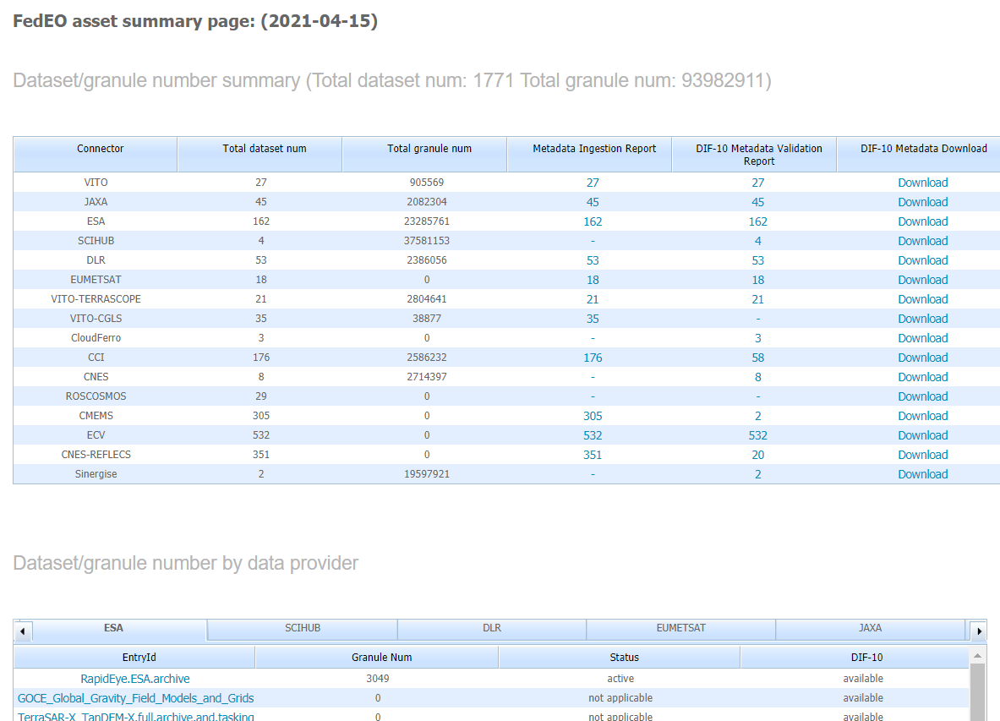 FedEO asset summary page: (2021-04-15)
Dataset/granule number summary (Total dataset num: 1771 Total granule num: 93982911)
Connector Total dataset num Total granule num Metadata Ingestion Report DIF-10 Metadata Validation Report DIF-10 Metadata Download
VITO 27 905569 27 27 Download
JAXA 45 2082304 45 45 Download
ESA 162 23285761 162 162 Download
SCIHUB 4 37581153 - 4 Download
DLR 53 2386056 53 53 Download
EUMETSAT 18 0 18 18 Download
VITO-TERRASCOPE 21 2804641 21 21 Download
VITO-CGLS 35 38877 35 - Download
CloudFerro 3 0 - 3 Download
CCI 176 2586232 176 58 Download
CNES 8 2714397 - 8 Download
ROSCOSMOS 29 0 - - Download
CMEMS 305 0 305 2 Download
ECV 532 0 532 532 Download
CNES-REFLECS 351 0 351 20 Download
Sinergise 2 19597921 - 2 Download
Dataset/granule number by data provider
ESA SCIHUB DLR EUMETSAT JAXA
EntryId Granule Num Status DIF-10
RapidEye.ESA.archive 3049 active available
GOCE_Global_Gravity_Field_Models_and_Grids 0 not applicable available
TerraSAR-X_TanDEM-X.full.archive.and.tasking 0 not applicable available